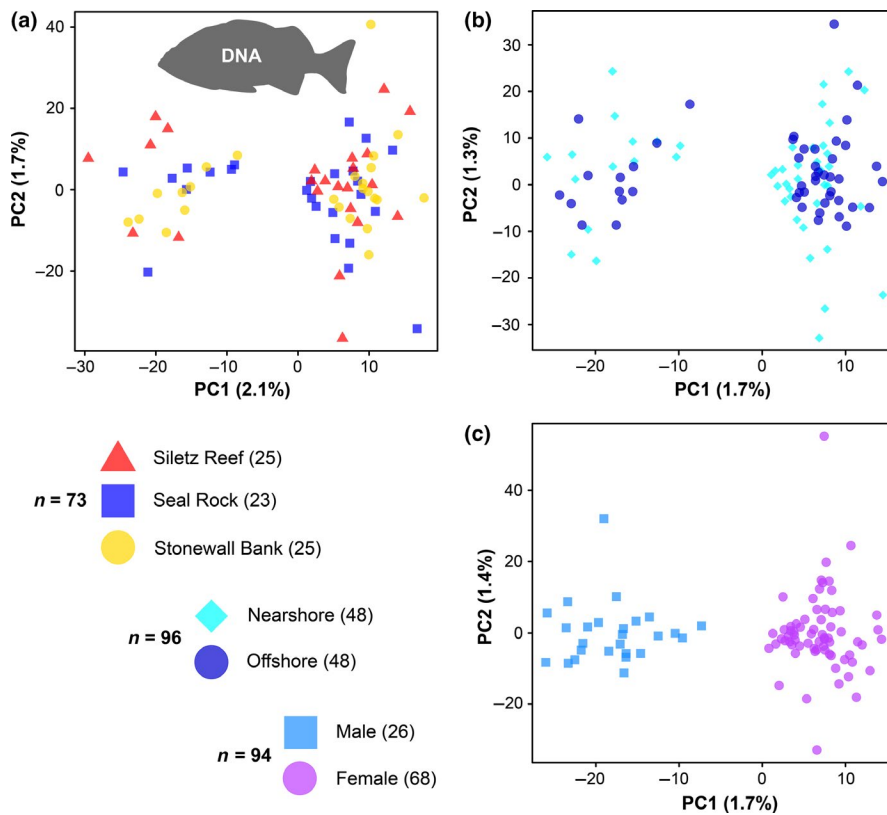 (a)
DNA
PC2 (1.7%)
40
20
0
–20
–30
–20
–10
0
10
PC1 (2.1%)
(b)
PC2 (1.3%)
30
20
10
0
–10
–20
–30
–20
–10
0
10
PC1 (1.7%)
Siletz Reef (25)
n = 73
Seal Rock (23)
Stonewall Bank (25)
Nearshore (48)
n = 96
Offshore (48)
Male (26)
n = 94
Female (68)
(c)
PC2 (1.4%)
40
20
0
–20
–20
–10
0
10
PC1 (1.7%)